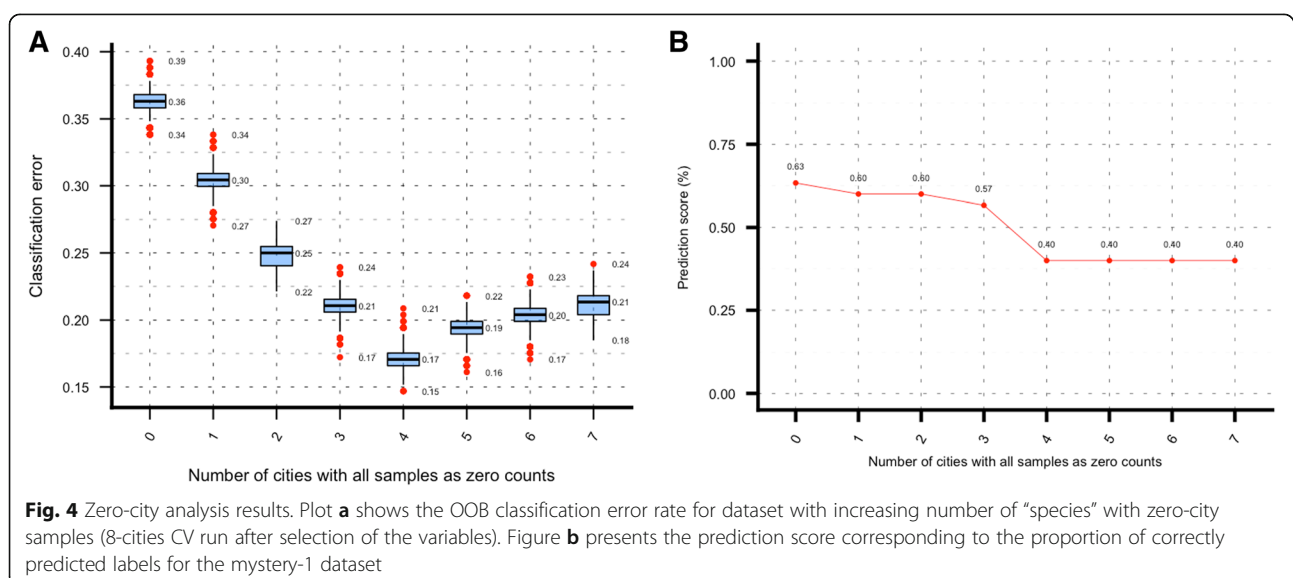 A
0.40
0.35
0.30
0.25
0.20
0.15
Classification error
0.39
0.36
0.34
0.34
0.30
0.27
0.27
0.25
0.22
0.24
0.21
0.17
0.21
0.17
0.15
0.22
0.19
0.16
0.23
0.20
0.17
0.24
0.21
0.18
0 1 2 3 4 5 6 7
Number of cities with all samples as zero counts
B
1.00
0.75
0.50
0.25
0.00
Prediction score (%)
0.63 0.60 0.60 0.57 0.40 0.40 0.40 0.40
0 1 2 3 4 5 6 7
Number of cities with all samples as zero counts
Fig. 4 Zero-city analysis results. Plot a shows the OOB classification error rate for dataset with increasing number of “species” with zero-city
samples (8-cities CV run after selection of the variables). Figure b presents the prediction score corresponding to the proportion of correctly
predicted labels for the mystery-1 dataset